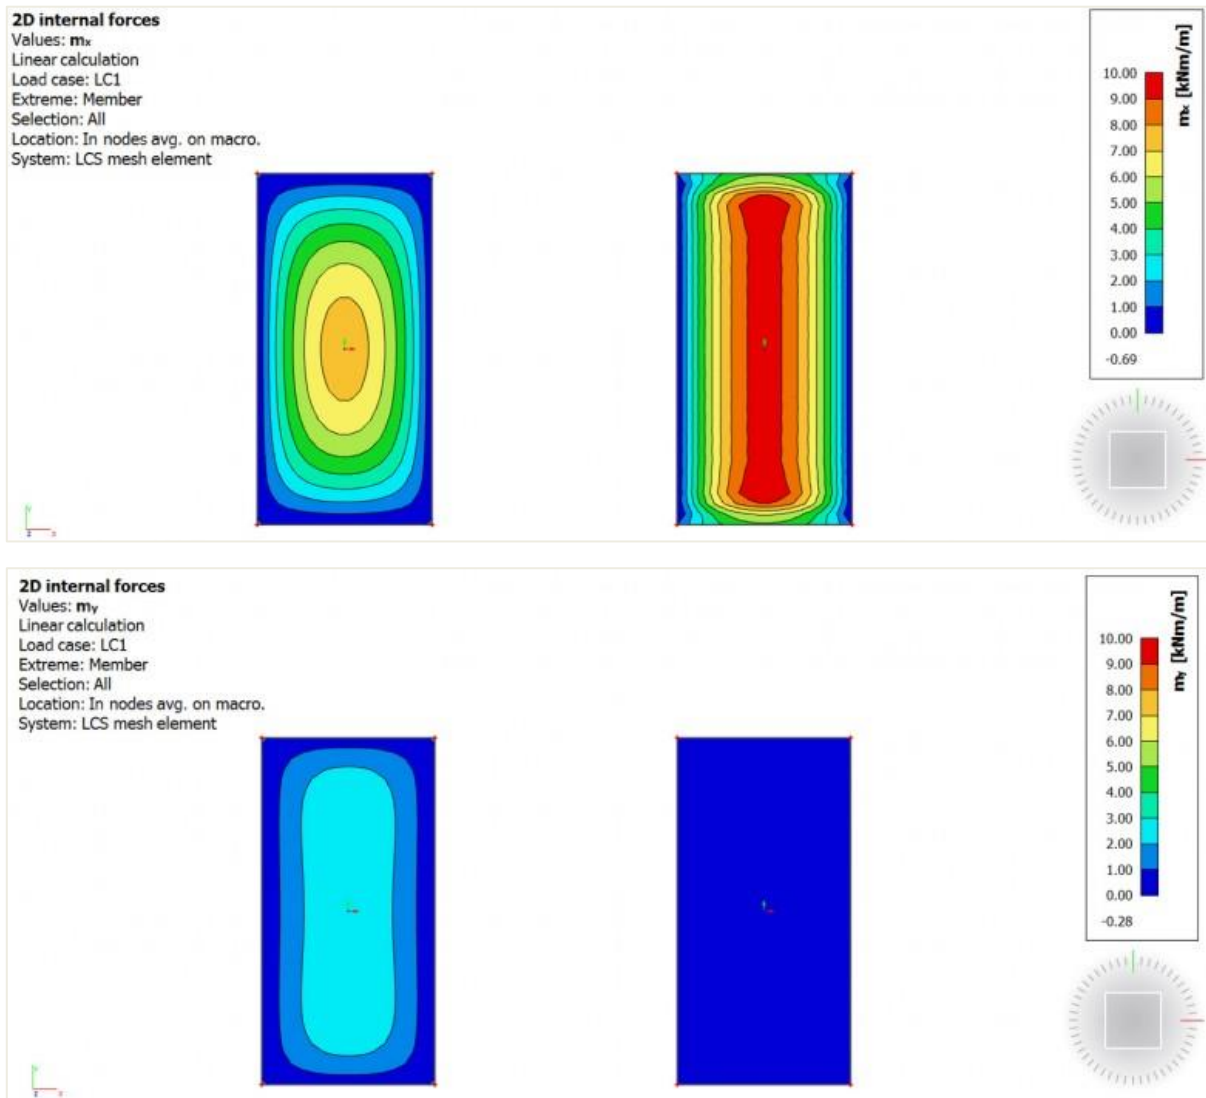 2D internal forces
Values: mx
Linear calculation
Load case: LC1
Extreme: Member
Selection: All
Location: In nodes avg. on macro.
System: LCS mesh element
mx [kNm/m]
10.00
9.00
8.00
7.00
6.00
5.00
4.00
3.00
2.00
1.00
0.00
-0.69
2D internal forces
Values: my
Linear calculation
Load case: LC1
Extreme: Member
Selection: All
Location: In nodes avg. on macro.
System: LCS mesh element
my [kNm/m]
10.00
9.00
8.00
7.00
6.00
5.00
4.00
3.00
2.00
1.00
0.00
-0.28